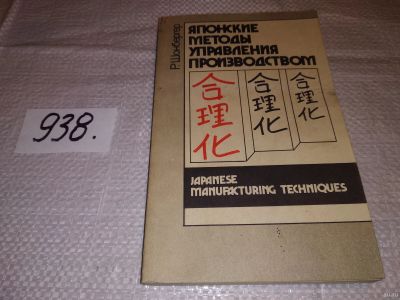 938.
Р. Шонбергер
ЯПОНСКИЕ
МЕТОДЫ
УПРАВЛЕНИЯ
ПРОИЗВОДСТВОМ
合理化
合理化
合理化
JAPANESE
MANUFACTURING TECHNIQUES